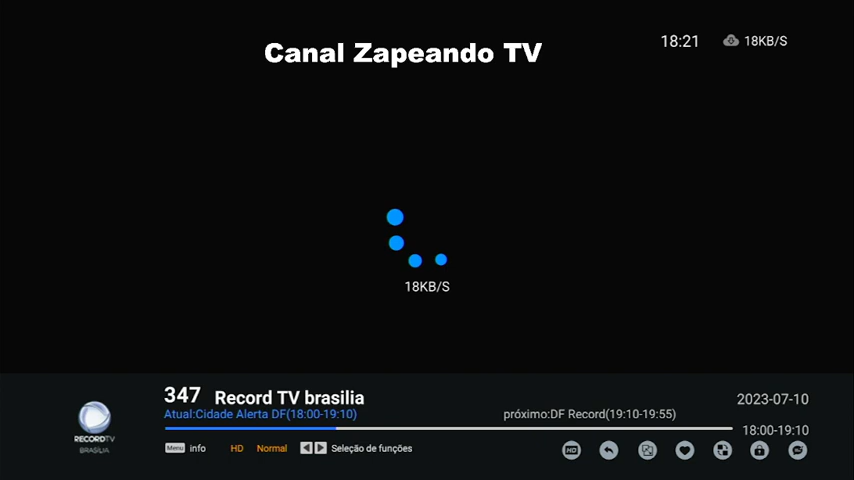 Canal Zapeando TV
18:21
18KB/S
18KB/S
347 Record TV brasilia
2023-07-10
Atual:Cidade Alerta DF(18:00-19:10)
próximo:DF Record(19:10-19:55)
18:00-19:10
RECORDTV
BRASÍLIA
Menu info HD Normal Seleção de funções
HD